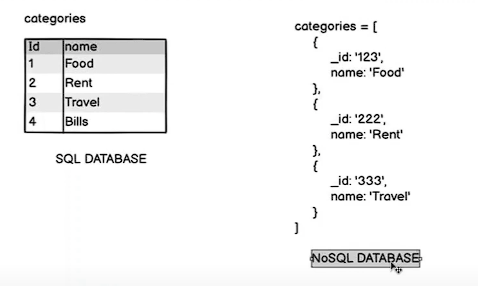 categories
Id name
1 Food
2 Rent
3 Travel
4 Bills
SQL DATABASE
categories = [
{
_id: '123',
name: 'Food'
},
{
_id: '222',
name: 'Rent'
},
{
_id: '333',
name: 'Travel'
}
]
NoSQL DATABASE